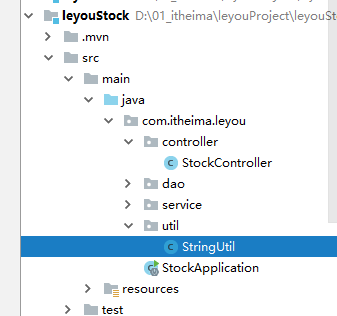 leyouStock D:\01_itheima\leyouProject\leyouSto
.mvn
src
main
java
com.itheima.leyou
controller
StockController
dao
service
util
StringUtil
StockApplication
resources
test